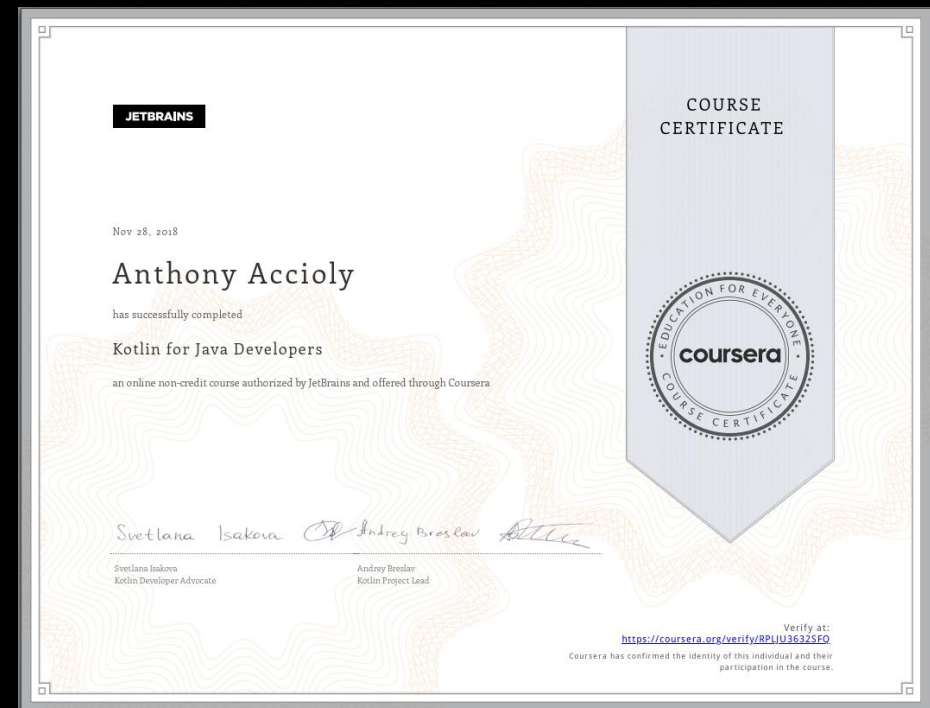 JETBRAINS
COURSE
CERTIFICATE
Nov 28, 2018
Anthony Accioly
has successfully completed
Kotlin for Java Developers
an online non-credit course authorized by JetBrains and offered through Coursera
EDUCATION FOR EVERYONE
coursera
COURSE CERTIFICATE
Svetlana Isakova
Andrey Breslav
Svetlana Isakova
Kotlin Developer Advocate
Andrey Breslav
Kotlin Project Lead
Verify at:
https://coursera.org/verify/RPLJU3632SFQ
Coursera has confirmed the identity of this individual and their
participation in the course.